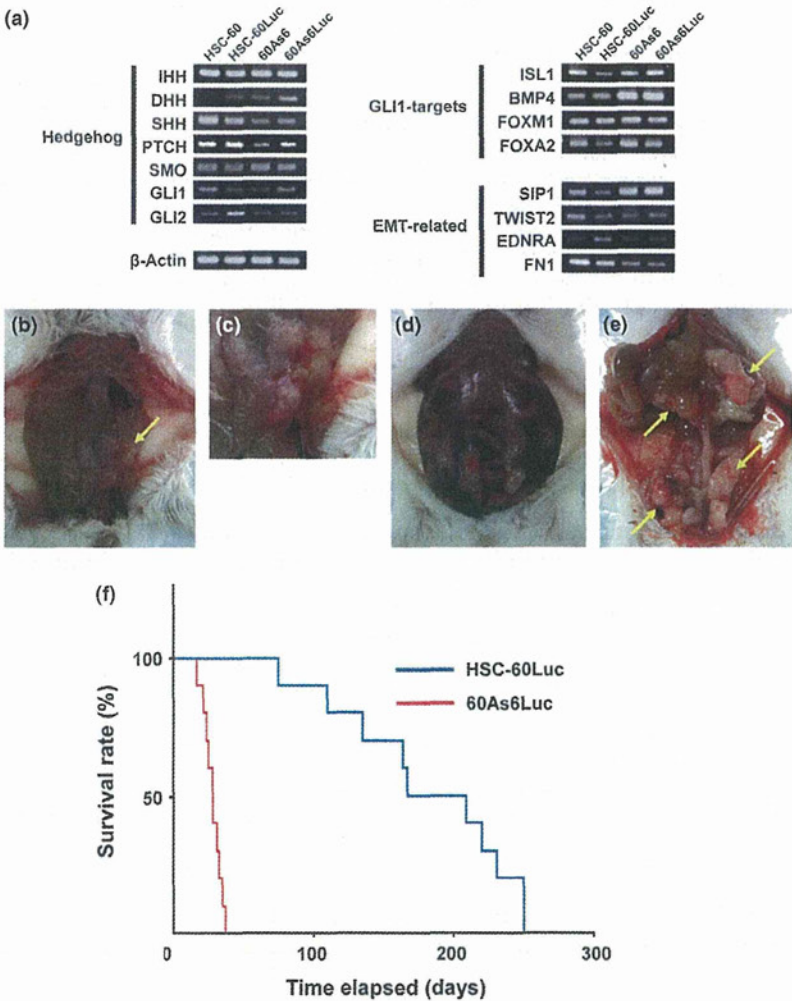 (a)
HSC-60 HSC-60Luc 60As6 60As6Luc
Hedgehog
IHH
DHH
SHH
PTCH
SMO
GLI1
GLI2
β-Actin
HSC-60 HSC-60Luc 60As6 60As6Luc
GLI1-targets
ISL1
BMP4
FOXM1
FOXA2
EMT-related
SIP1
TWIST2
EDNRA
FN1
(b) (c) (d) (e)
(f)
Survival rate (%)
100
50
HSC-60Luc
60As6Luc
0 100 200 300
Time elapsed (days)